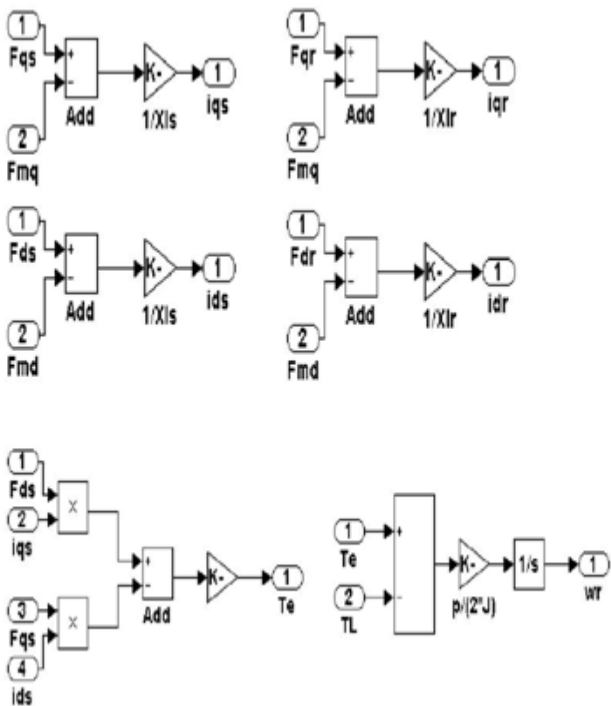 1
Fqs
+
-
Add
K-
1/Xls
1
iqs
2
Fmq
1
Fqr
+
-
Add
K-
1/Xlr
1
iqr
2
Fmq
1
Fds
+
-
Add
K-
1/Xls
1
ids
2
Fmd
1
Fdr
+
-
Add
K-
1/Xlr
1
idr
2
Fmd
1
Fds
2
iqs
×
3
Fqs
4
ids
×
+
-
Add
K-
1
Te
1
Te
2
TL
+
-
K-
p/(2*J)
1/s
1
wr